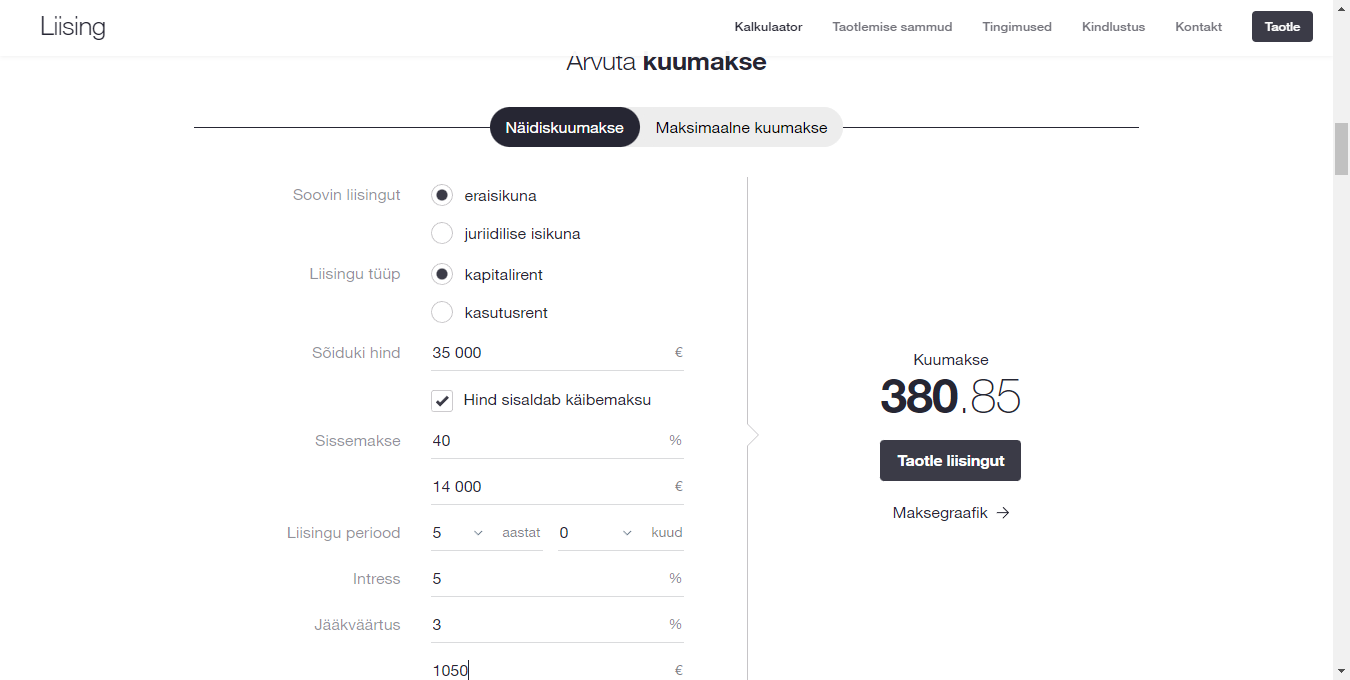 Liising
Kalkulaator Taotlemise sammud Tingimused Kindlustus Kontakt Taotle
Arvuta kuumakse
Näidiskuumakse Maksimaalne kuumakse
Soovin liisingut eraisikuna
juriidilise isikuna
Liisingu tüüp kapitalirent
kasutusrent
Sõiduki hind 35 000 €
Hind sisaldab käibemaksu
Sissemakse 40 %
14 000 €
Liisingu periood 5 aastat 0 kuud
Intress 5 %
Jääkväärtus 3 %
1050 €
Kuumakse
380.85
Taotle liisingut
Maksegraafik →